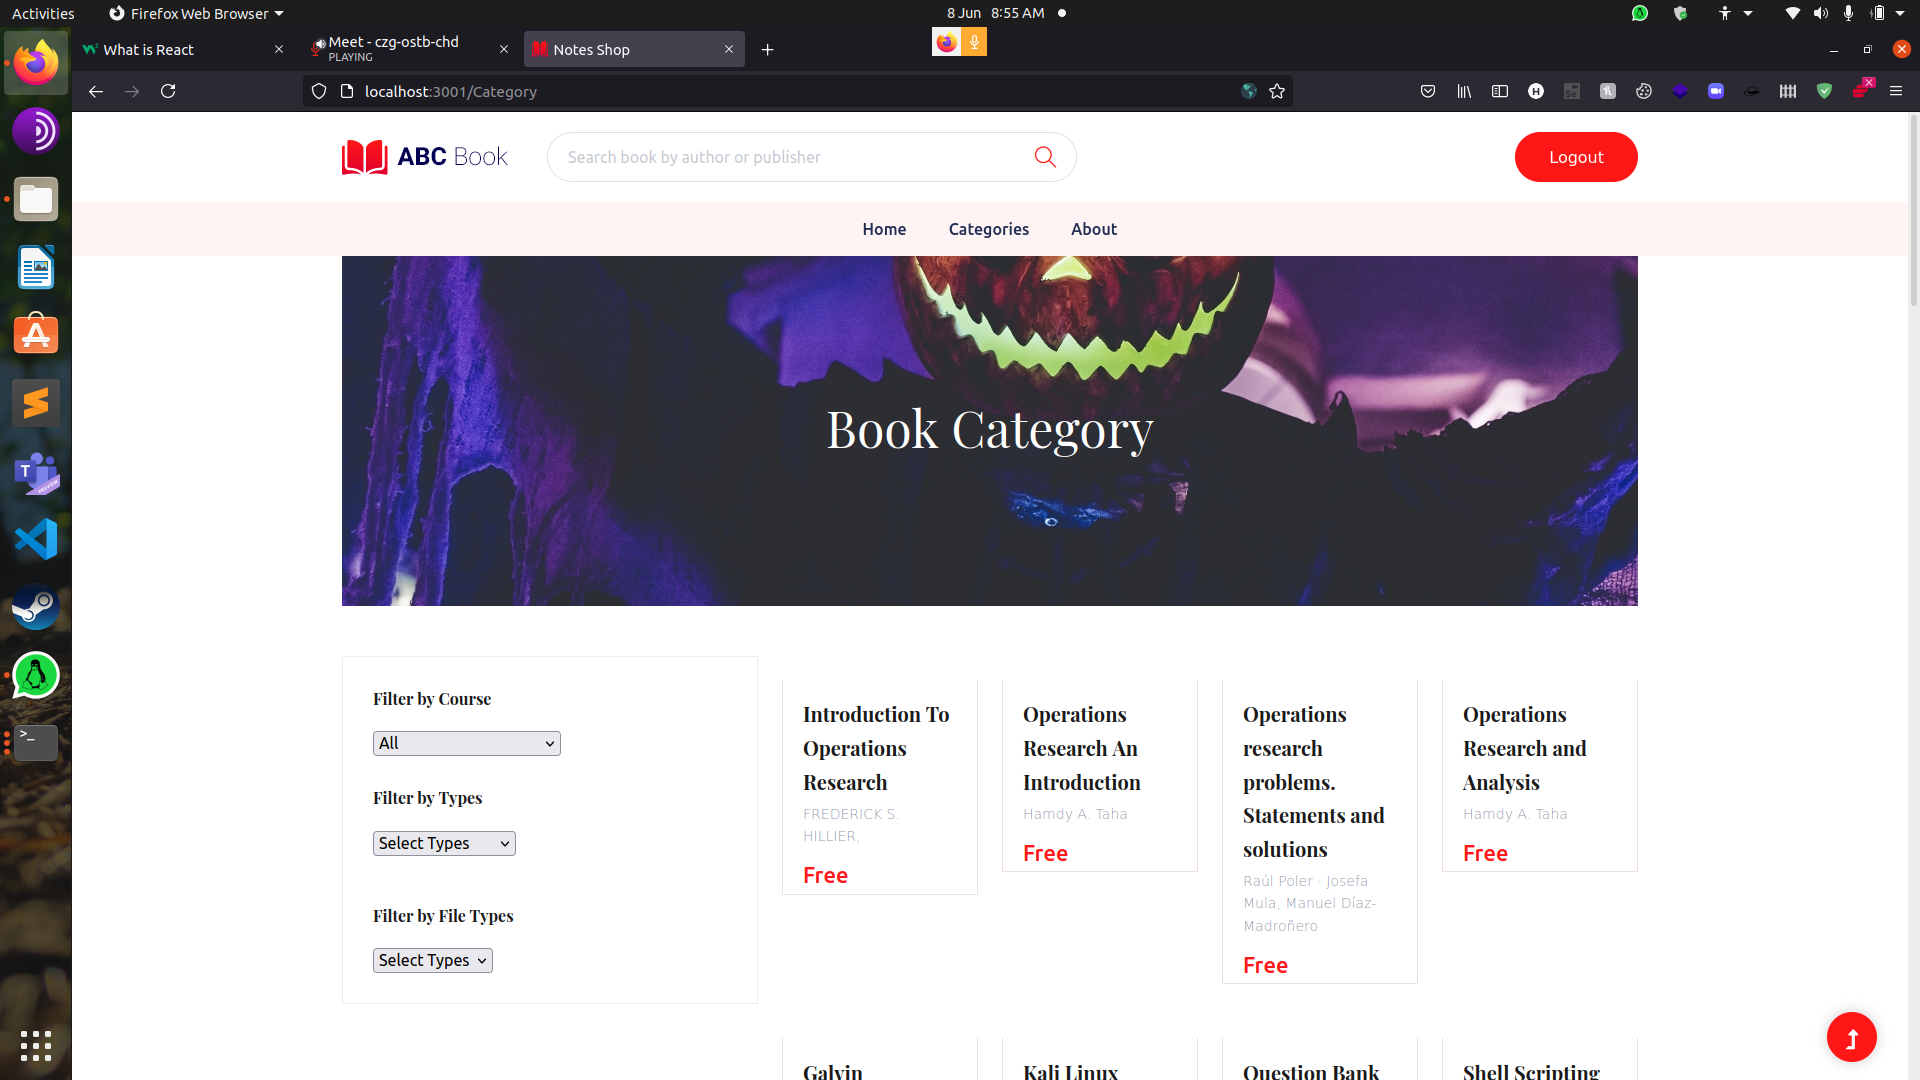 Activities
Firefox Web Browser
8 Jun 8:55 AM
What is React
Meet - czg-ostb-chd
PLAYING
Notes Shop
localhost:3001/Category
ABC Book
Search book by author or publisher
Logout
Home
Categories
About
Book Category
Filter by Course
All
Filter by Types
Select Types
Filter by File Types
Select Types
Introduction To
Operations
Research
FREDERICK S.
HILLIER,
Free
Operations
Research An
Introduction
Hamdy A. Taha
Free
Operations
research
problems.
Statements and
solutions
Raúl Poler · Josefa
Mula, Manuel Díaz-
Madroñero
Free
Operations
Research and
Analysis
Hamdy A. Taha
Free
Galvin
Kali Linux
Question Bank
Shell Scripting